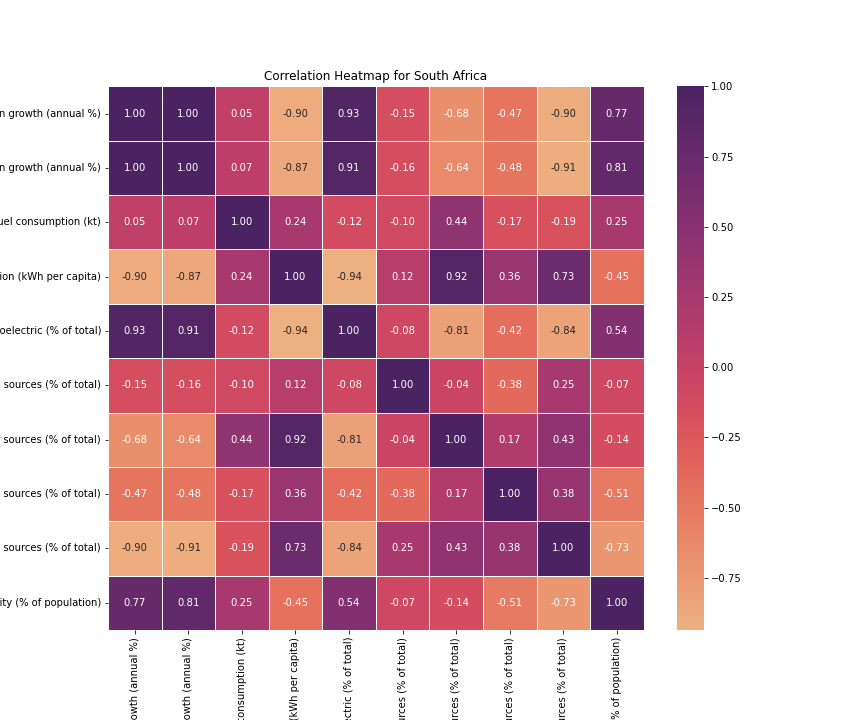 Correlation Heatmap for South Africa
growth (annual %) 1.00 1.00 0.05 -0.90 0.93 -0.15 -0.68 -0.47 -0.90 0.77
growth (annual %) 1.00 1.00 0.07 -0.87 0.91 -0.16 -0.64 -0.48 -0.91 0.81
consumption (kt) 0.05 0.07 1.00 0.24 -0.12 -0.10 0.44 -0.17 -0.19 0.25
(kWh per capita) -0.90 -0.87 0.24 1.00 -0.94 0.12 0.92 0.36 0.73 -0.45
oelectric (% of total) 0.93 0.91 -0.12 -0.94 1.00 -0.08 -0.81 -0.42 -0.84 0.54
sources (% of total) -0.15 -0.16 -0.10 0.12 -0.08 1.00 -0.04 -0.38 0.25 -0.07
sources (% of total) -0.68 -0.64 0.44 0.92 -0.81 -0.04 1.00 0.17 0.43 -0.14
sources (% of total) -0.47 -0.48 -0.17 0.36 -0.42 -0.38 0.17 1.00 0.38 -0.51
sources (% of total) -0.90 -0.91 -0.19 0.73 -0.84 0.25 0.43 0.38 1.00 -0.73
ity (% of population) 0.77 0.81 0.25 -0.45 0.54 -0.07 -0.14 -0.51 -0.73 1.00
owth (annual %)
owth (annual %)
consumption (kt)
(kWh per capita)
ectric (% of total)
urces (% of total)
urces (% of total)
urces (% of total)
urces (% of total)
% of population)
1.00
0.75
0.50
0.25
0.00
−0.25
−0.50
−0.75